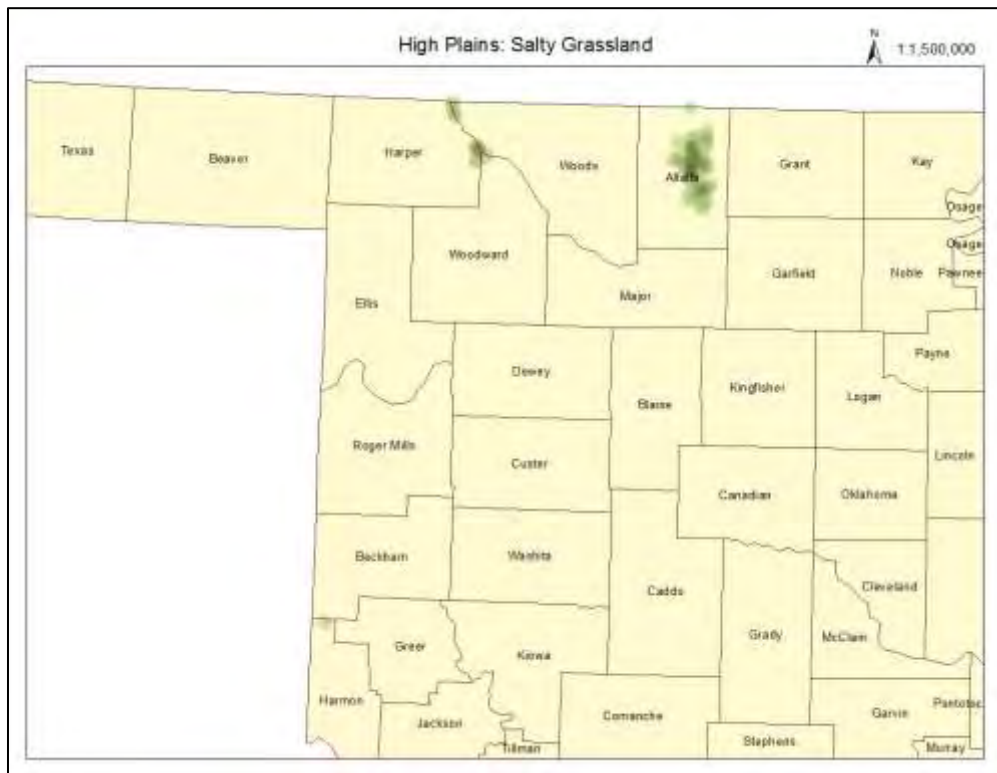 High Plains: Salty Grassland
N
1:1,500,000
Texas
Beaver
Harper
Woods
Alfalfa
Grant
Kay
Osage
Woodward
Osage
Ellis
Major
Garfield
Noble
Pawnee
Payne
Dewey
Blaine
Kingfisher
Logan
Roger Mills
Custer
Lincoln
Canadian
Oklahoma
Beckham
Washita
Caddo
Cleveland
Greer
Kiowa
Grady
McClain
Harmon
Jackson
Tillman
Comanche
Stephens
Garvin
Pontotoc
Murray